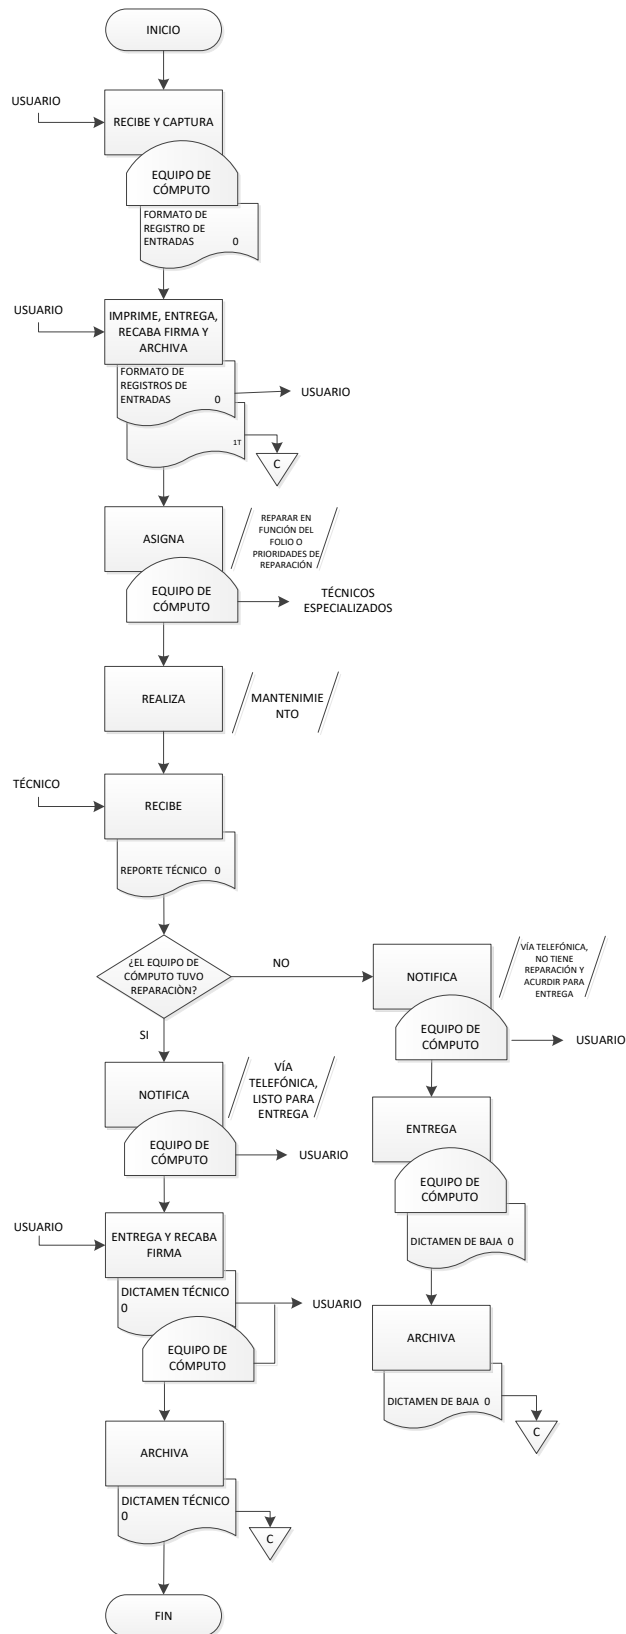 INICIO
USUARIO
RECIBE Y CAPTURA
EQUIPO DE
CÓMPUTO
FORMATO DE
REGISTRO DE
ENTRADAS 0
USUARIO
IMPRIME, ENTREGA,
RECABA FIRMA Y
ARCHIVA
FORMATO DE
REGISTROS DE
ENTRADAS 0
USUARIO
1T
C
ASIGNA
REPARAR EN
FUNCIÓN DEL
FOLIO O
PRIORIDADES DE
REPARACIÓN
EQUIPO DE
CÓMPUTO
TÉCNICOS
ESPECIALIZADOS
REALIZA
MANTENIMIE
NTO
TÉCNICO
RECIBE
REPORTE TÉCNICO 0
¿EL EQUIPO DE
CÓMPUTO TUVO
REPARACIÒN?
NO
NOTIFICA
VÍA TELEFÓNICA,
NO TIENE
REPARACIÓN Y
ACURDIR PARA
ENTREGA
EQUIPO DE
CÓMPUTO
USUARIO
SI
NOTIFICA
VÍA
TELEFÓNICA,
LISTO PARA
ENTREGA
EQUIPO DE
CÓMPUTO
USUARIO
ENTREGA
EQUIPO DE
CÓMPUTO
DICTAMEN DE BAJA 0
USUARIO
ENTREGA Y RECABA
FIRMA
DICTAMEN TÉCNICO
0
USUARIO
EQUIPO DE
CÓMPUTO
ARCHIVA
DICTAMEN DE BAJA 0
C
ARCHIVA
DICTAMEN TÉCNICO
0
C
FIN